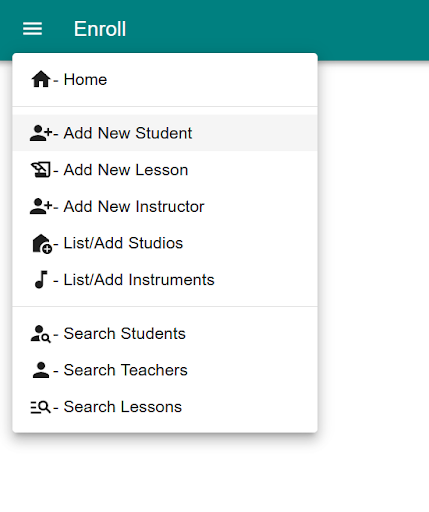 Enroll
- Home
- Add New Student
- Add New Lesson
- Add New Instructor
- List/Add Studios
- List/Add Instruments
- Search Students
- Search Teachers
- Search Lessons